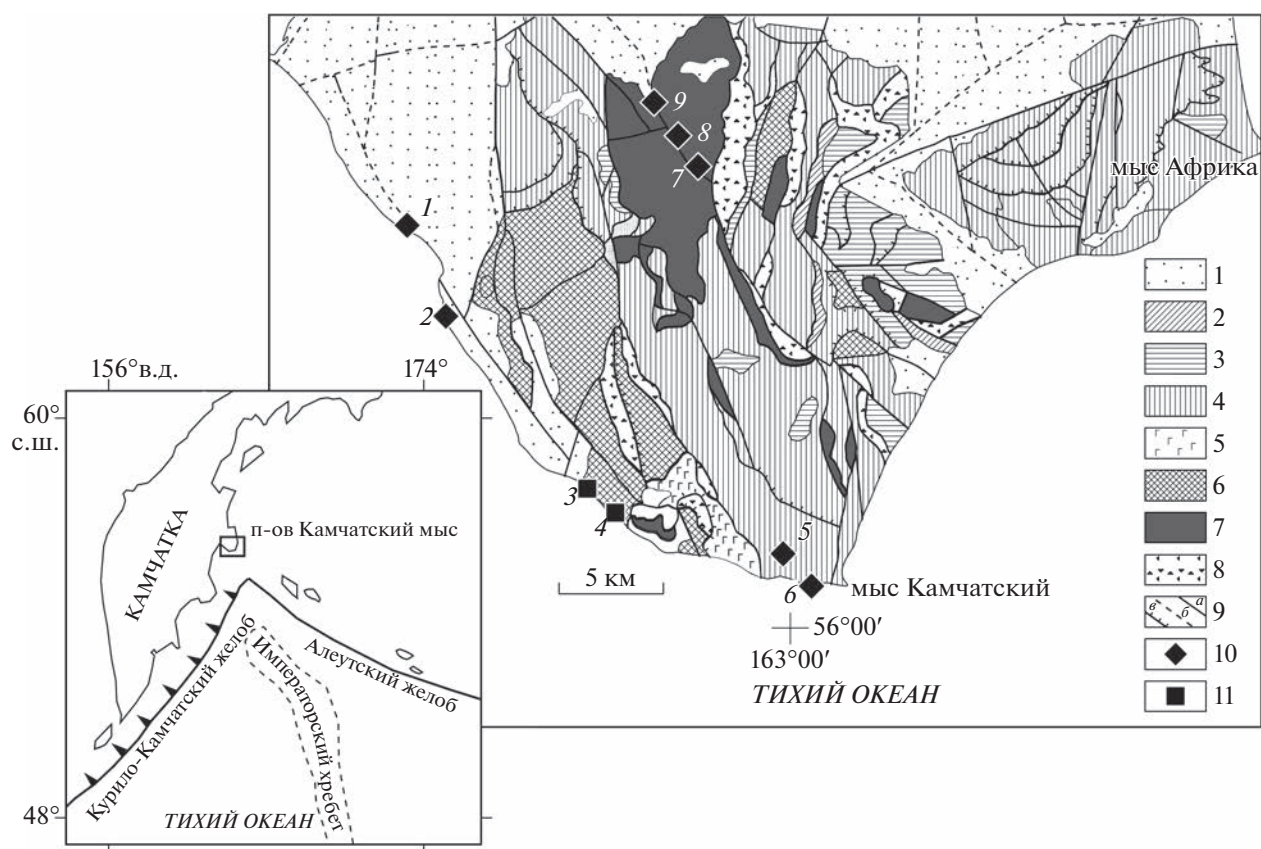 9
8
7
мыс Африка
1
2
3
4
5
6
мыс Камчатский
5 км
56°00′
163°00′
ТИХИЙ ОКЕАН
1
2
3
4
5
6
7
8
в б а 9
10
11
156°в.д.
174°
60°
с.ш.
48°
КАМЧАТКА
п-ов Камчатский мыс
Алеутский желоб
Императорский хребет
Курило-Камчатский желоб
ТИХИЙ ОКЕАН